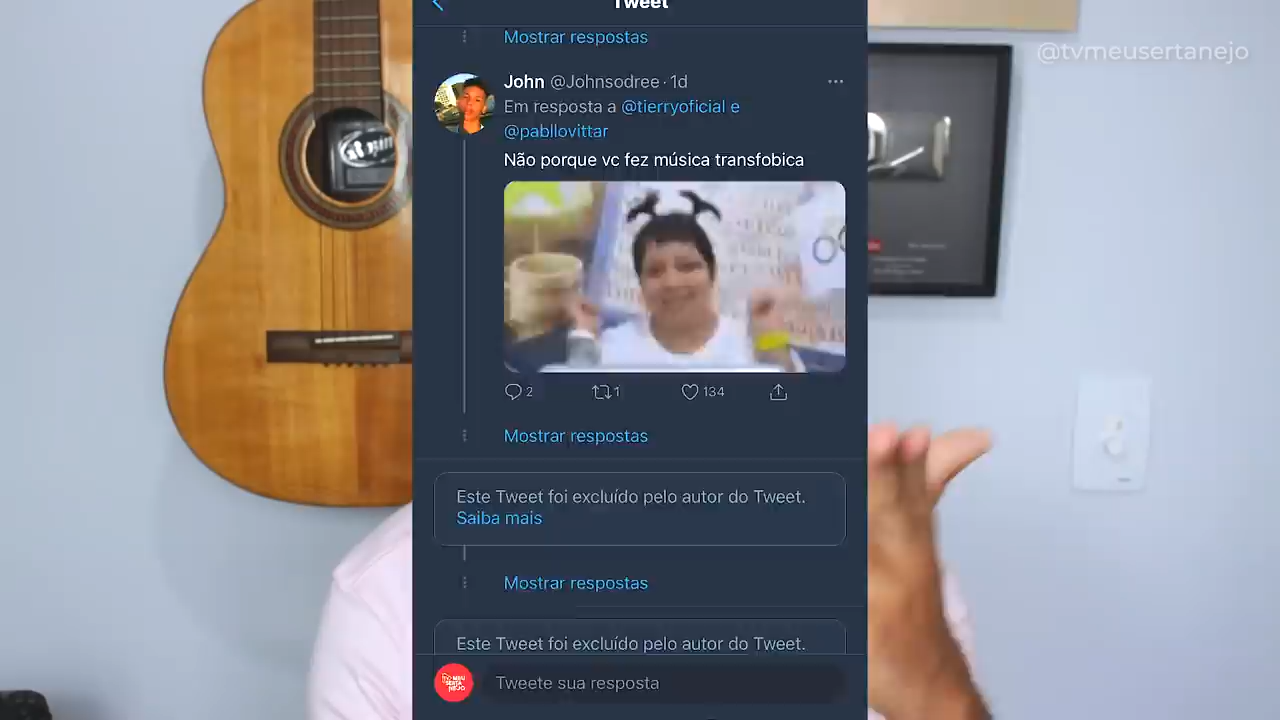 Tweet
@tvmeusertanejo
Mostrar respostas
John @Johnsodree · 1d
Em resposta a @tierryoficial e
@pabllovittar
Não porque vc fez música transfobica
2
1
134
Mostrar respostas
Este Tweet foi excluído pelo autor do Tweet.
Saiba mais
Mostrar respostas
Este Tweet foi excluído pelo autor do Tweet.
Tweete sua resposta